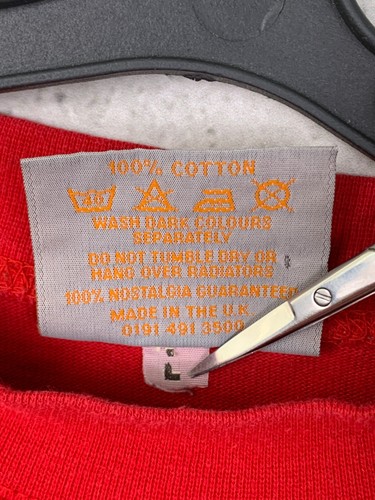 100% COTTON
WASH DARK COLOURS
SEPARATELY
DO NOT TUMBLE DRY OR
HANG OVER RADIATORS
100% NOSTALGIA GUARANTEED
MADE IN THE U.K.
0191 491 3500
L